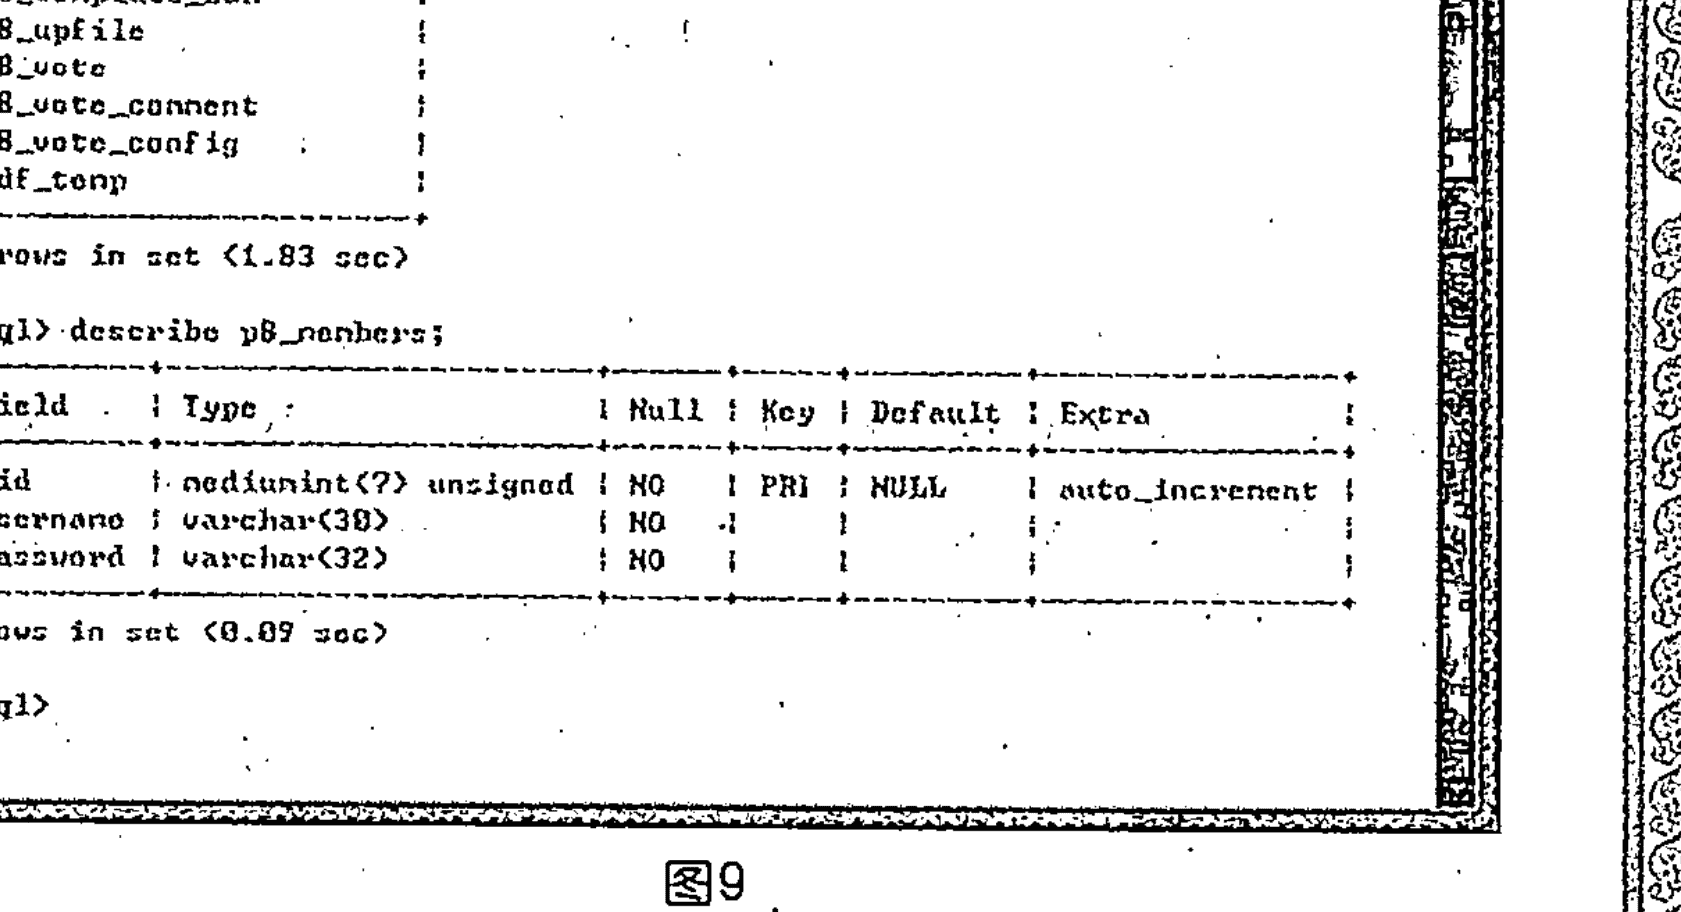 8_upfile |
8_vote |
8_vote_comment |
8_vote_config |
df_temp |
rows in set (1.83 sec)
ql> describe p8_members;
ield | Type | Null | Key | Default | Extra |
id | mediumint(7) unsigned | NO | PRI | NULL | auto_increment |
sername | varchar(30) | NO | | | |
assword | varchar(32) | NO | | | |
ows in set (0.09 sec)
ql>
图9